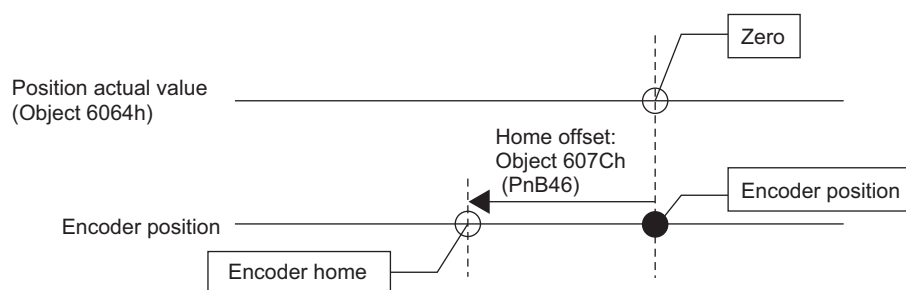 Zero
Position actual value
(Object 6064h)
Home offset:
Object 607Ch
(PnB46)
Encoder position
Encoder position
Encoder home